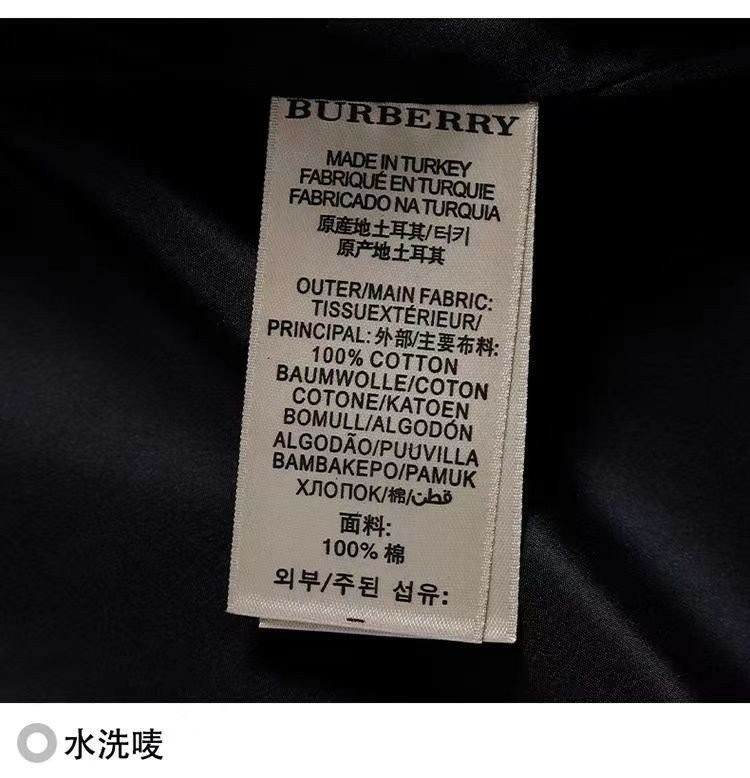 BURBERRY
MADE IN TURKEY
FABRIQUÉ EN TURQUIE
FABRICADO NA TURQUIA
原産地土耳其/터키
原产地土耳其
OUTER/MAIN FABRIC:
TISSUEXTÉRIEUR/
PRINCIPAL:外部/主要布料:
100% COTTON
BAUMWOLLE/COTON
COTONE/KATOEN
BOMULL/ALGODÓN
ALGODÃO/PUUVILLA
BAMBAKEPO/PAMUK
ХЛОПОК/棉/قطن
面料:
100% 棉
외부/주된 섬유:
水洗唛